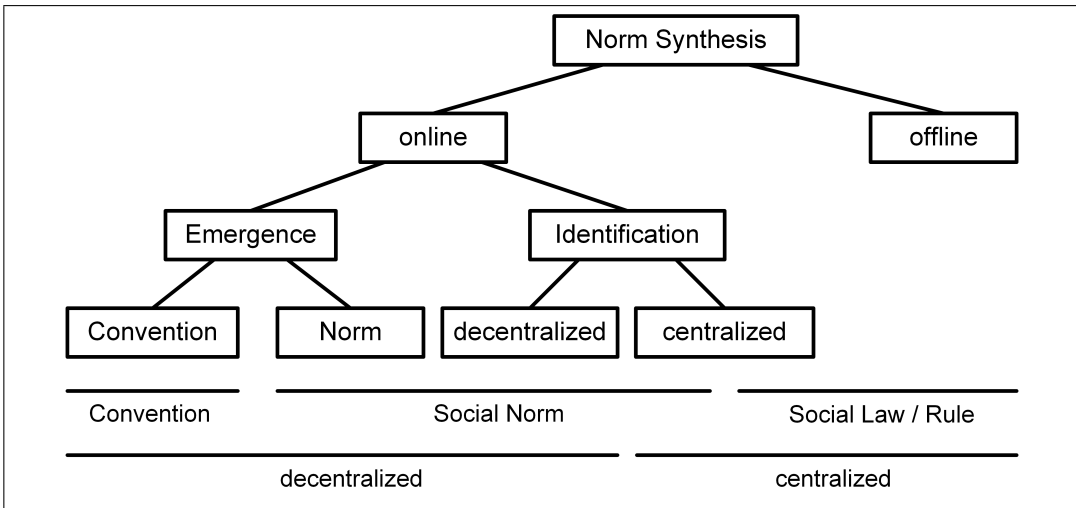 Norm Synthesis
online
offline
Emergence
Identification
Convention
Norm
decentralized
centralized
Convention
Social Norm
Social Law / Rule
decentralized
centralized